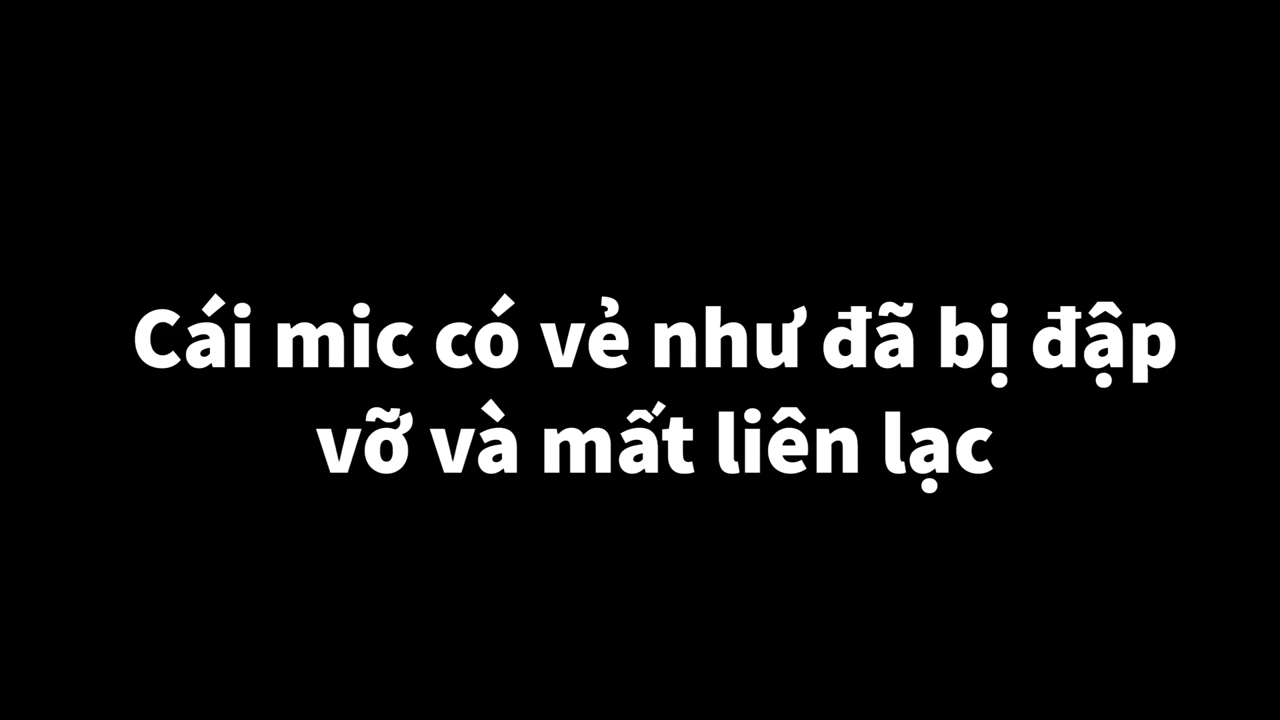 Cái mic có vẻ như đã bị đập
vỡ và mất liên lạc